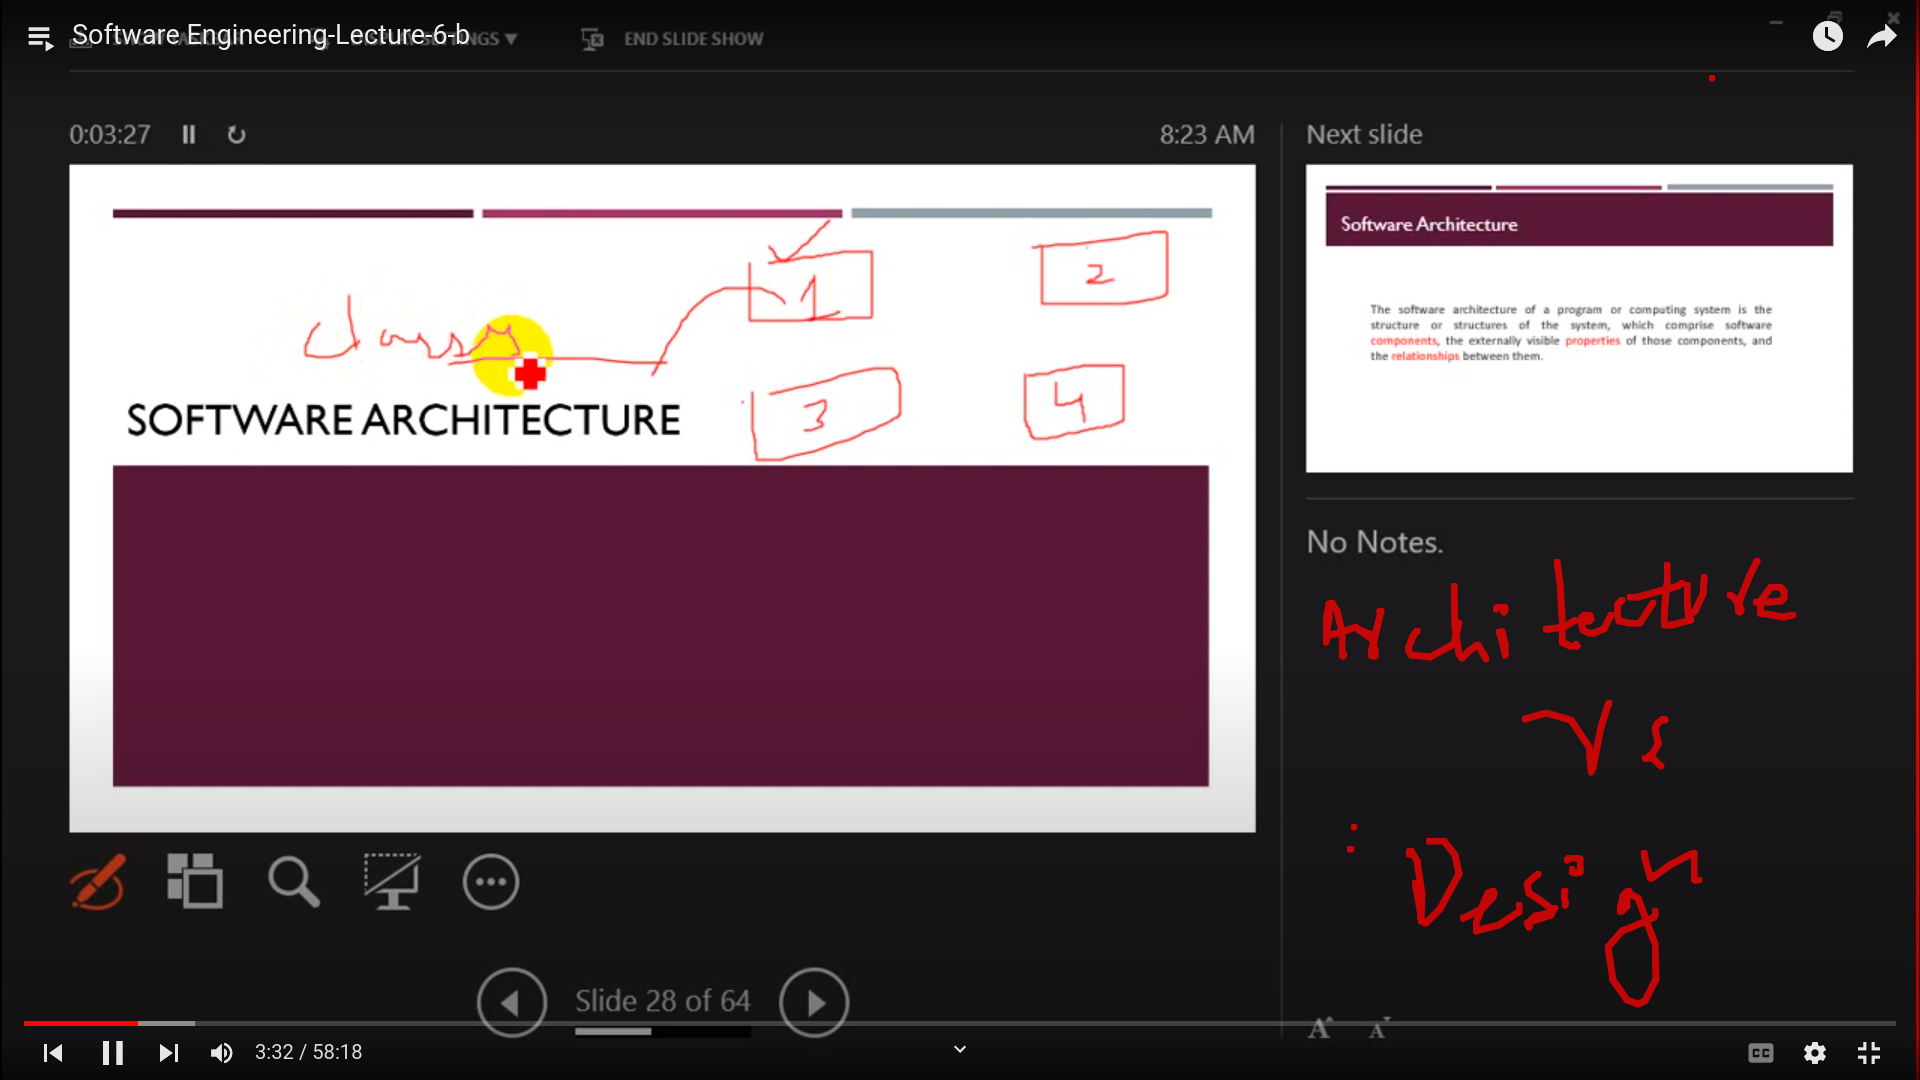 Software Engineering-Lecture-6-b
END SLIDE SHOW
0:03:27
8:23 AM
Next slide
1
2
3
4
SOFTWARE ARCHITECTURE
Software Architecture
The software architecture of a program or computing system is the
structure or structures of the system, which comprise software
components, the externally visible properties of those components, and
the relationships between them.
No Notes.
Architecture
Vs
Design
Slide 28 of 64
A A
3:32 / 58:18
CC